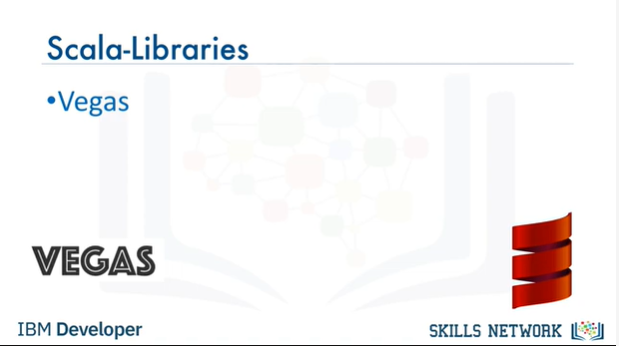 Scala-Libraries
•Vegas
VEGAS
IBM Developer
SKILLS NETWORK